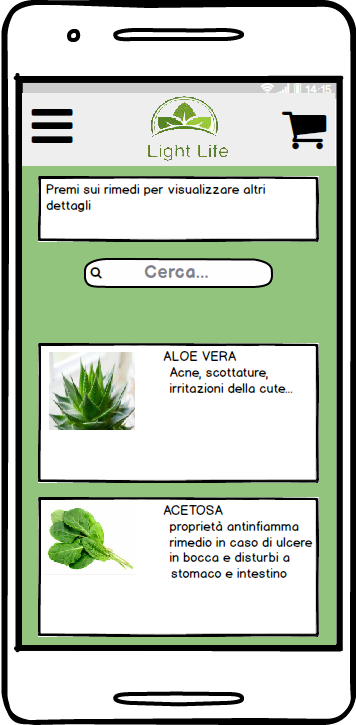 14:15
Light Life
Premi sui rimedi per visualizzare altri
dettagli
Cerca...
ALOE VERA
Acne, scottature,
irritazioni della cute...
ACETOSA
proprietà antinfiamma
rimedio in caso di ulcere
in bocca e disturbi a
stomaco e intestino